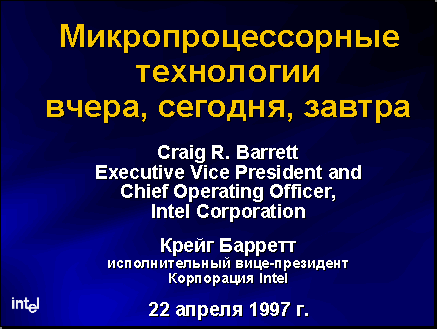 Микропроцессорные
технологии
вчера, сегодня, завтра
Craig R. Barrett
Executive Vice President and
Chief Operating Officer,
Intel Corporation
Крейг Барретт
исполнительный вице-президент
Корпорация Intel
intel
22 апреля 1997 г.